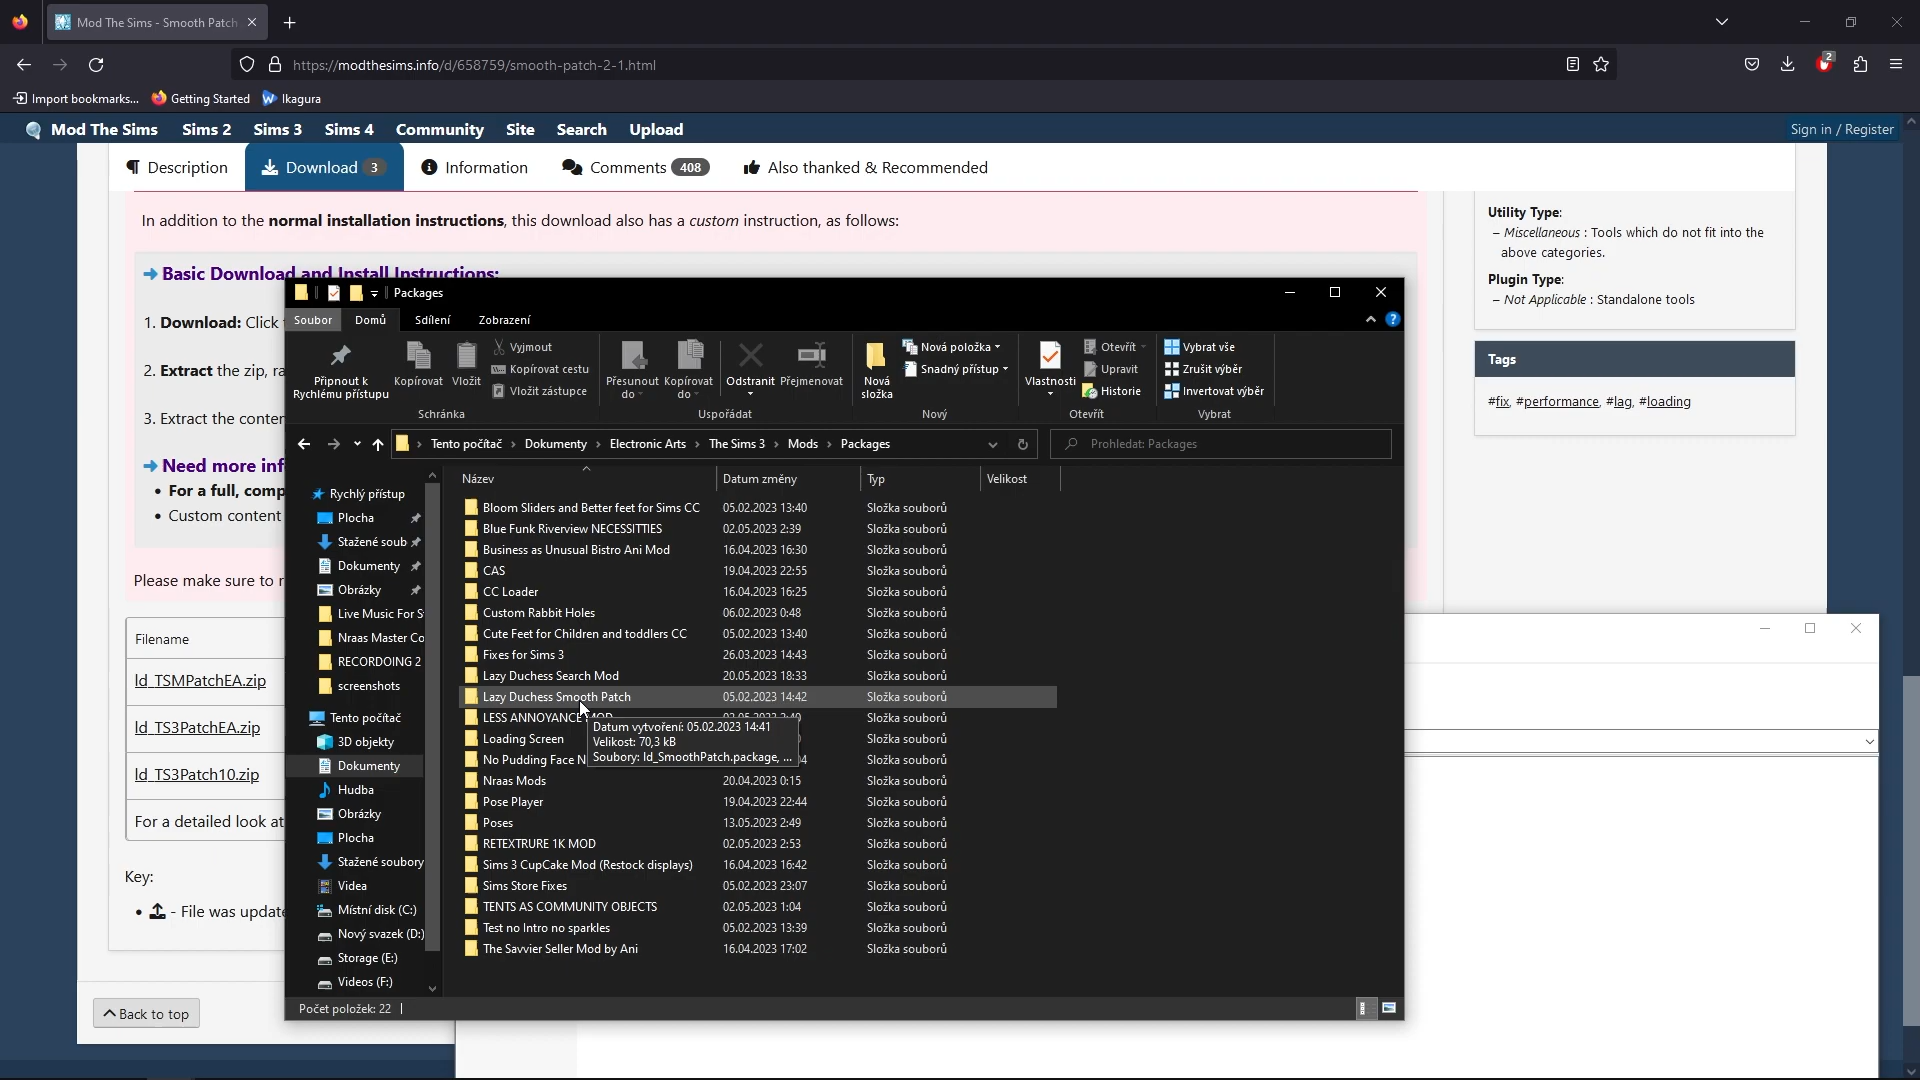 Mod The Sims - Smooth Patch
https://modthesims.info/d/658759/smooth-patch-2-1.html
2
Import bookmarks...
Getting Started
Ikagura
Mod The Sims
Sims 2
Sims 3
Sims 4
Community
Site
Search
Upload
Sign in / Register
Description
Download 3
Information
Comments 408
Also thanked & Recommended
In addition to the normal installation instructions, this download also has a custom instruction, as follows:
Basic Download and Install Instructions:
1. Download: Click
2. Extract the zip, ra
3. Extract the conten
Need more inf
• For a full, comp
• Custom content
Please make sure to r
Filename
ld_TSMPatchEA.zip
ld_TS3PatchEA.zip
ld_TS3Patch10.zip
For a detailed look at
Key:
• - File was update
Back to top
Utility Type:
– Miscellaneous : Tools which do not fit into the
above categories.
Plugin Type:
– Not Applicable : Standalone tools
Tags
#fix, #performance, #lag, #loading
Packages
Soubor
Domů
Sdílení
Zobrazení
Připnout k
Rychlému přístupu
Kopírovat
Vložit
Vyjmout
Kopírovat cestu
Vložit zástupce
Schránka
Přesunout
do
Kopírovat
do
Odstranit
Přejmenovat
Uspořádat
Nová
složka
Nová položka
Snadný přístup
Nový
Vlastnosti
Otevřít
Upravit
Historie
Otevřít
Vybrat vše
Zrušit výběr
Invertovat výběr
Vybrat
Tento počítač › Dokumenty › Electronic Arts › The Sims 3 › Mods › Packages
Prohledat: Packages
Rychlý přístup
Plocha
Stažené soub
Dokumenty
Obrázky
Live Music For S
Nraas Master Co
RECORDOING 2
screenshots
Tento počítač
3D objekty
Dokumenty
Hudba
Obrázky
Plocha
Stažené soubory
Videa
Místní disk (C:)
Nový svazek (D:)
Storage (E:)
Videos (F:)
Název Datum změny Typ Velikost
Bloom Sliders and Better feet for Sims CC 05.02.2023 13:40 Složka souborů
Blue Funk Riverview NECESSITTIES 02.05.2023 2:39 Složka souborů
Business as Unusual Bistro Ani Mod 16.04.2023 16:30 Složka souborů
CAS 19.04.2023 22:55 Složka souborů
CC Loader 16.04.2023 16:25 Složka souborů
Custom Rabbit Holes 06.02.2023 0:48 Složka souborů
Cute Feet for Children and toddlers CC 05.02.2023 13:40 Složka souborů
Fixes for Sims 3 26.03.2023 14:43 Složka souborů
Lazy Duchess Search Mod 20.05.2023 18:33 Složka souborů
Lazy Duchess Smooth Patch 05.02.2023 14:42 Složka souborů
LESS ANNOYANCE MOD 02.05.2023 2:40 Složka souborů
Loading Screen Složka souborů
No Pudding Face N Složka souborů
Nraas Mods 20.04.2023 0:15 Složka souborů
Pose Player 19.04.2023 22:44 Složka souborů
Poses 13.05.2023 2:49 Složka souborů
RETEXTRURE 1K MOD 02.05.2023 2:53 Složka souborů
Sims 3 CupCake Mod (Restock displays) 16.04.2023 16:42 Složka souborů
Sims Store Fixes 05.02.2023 23:07 Složka souborů
TENTS AS COMMUNITY OBJECTS 02.05.2023 1:04 Složka souborů
Test no Intro no sparkles 05.02.2023 13:39 Složka souborů
The Savvier Seller Mod by Ani 16.04.2023 17:02 Složka souborů
Datum vytvoření: 05.02.2023 14:41
Velikost: 70,3 kB
Soubory: ld_SmoothPatch.package, ...
Počet položek: 22